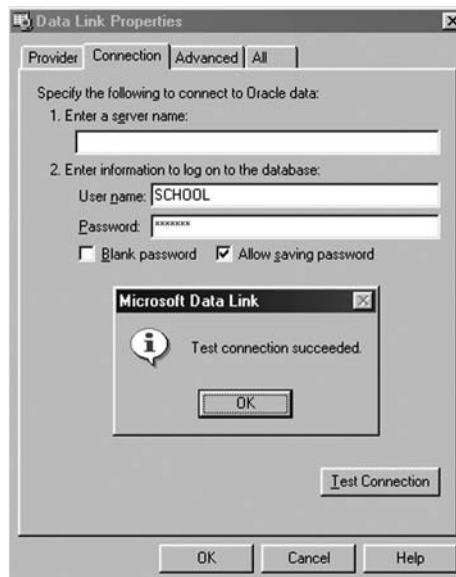 Data Link Properties
Provider Connection Advanced All
Specify the following to connect to Oracle data:
1. Enter a server name:
2. Enter information to log on to the database:
User name: SCHOOL
Password: *******
Blank password Allow saving password
Microsoft Data Link
Test connection succeeded.
OK
Test Connection
OK Cancel Help